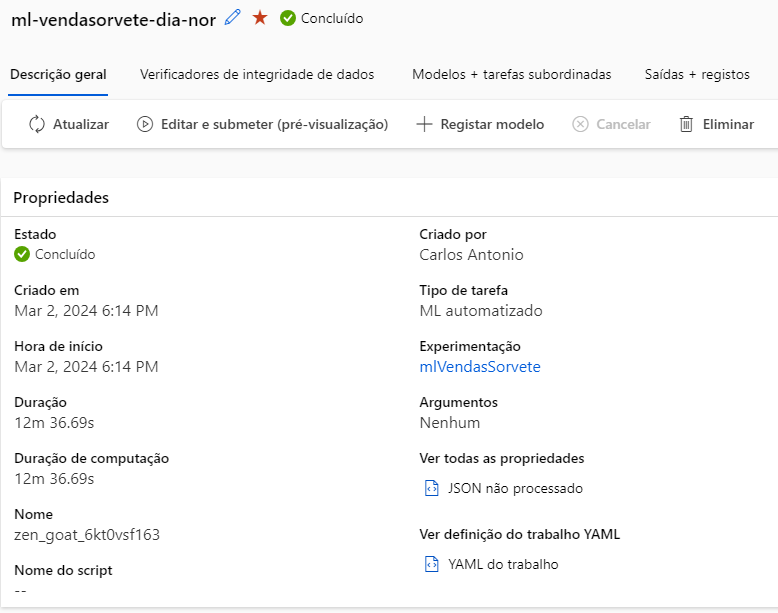 ml-vendasorvete-dia-nor Concluído
Descrição geral Verificadores de integridade de dados Modelos + tarefas subordinadas Saídas + registos
Atualizar Editar e submeter (pré-visualização) Registar modelo Cancelar Eliminar
Propriedades
Estado
Concluído
Criado em
Mar 2, 2024 6:14 PM
Hora de início
Mar 2, 2024 6:14 PM
Duração
12m 36.69s
Duração de computação
12m 36.69s
Nome
zen_goat_6kt0vsf163
Nome do script
--
Criado por
Carlos Antonio
Tipo de tarefa
ML automatizado
Experimentação
mlVendasSorvete
Argumentos
Nenhum
Ver todas as propriedades
JSON não processado
Ver definição do trabalho YAML
YAML do trabalho